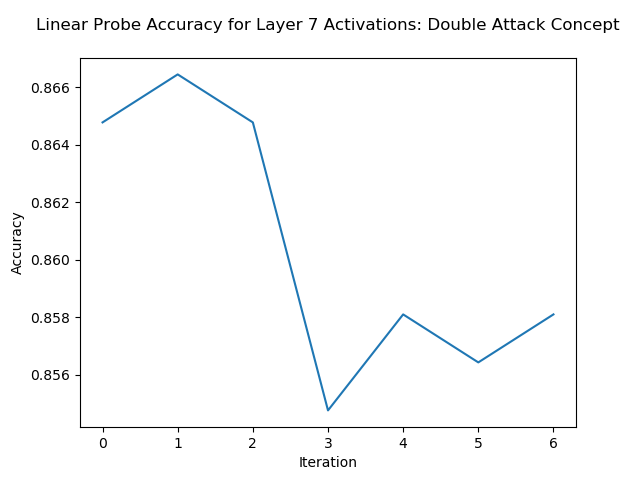 Linear Probe Accuracy for Layer 7 Activations: Double Attack Concept
0.866
0.864
0.862
0.860
0.858
0.856
Accuracy
0 1 2 3 4 5 6
Iteration